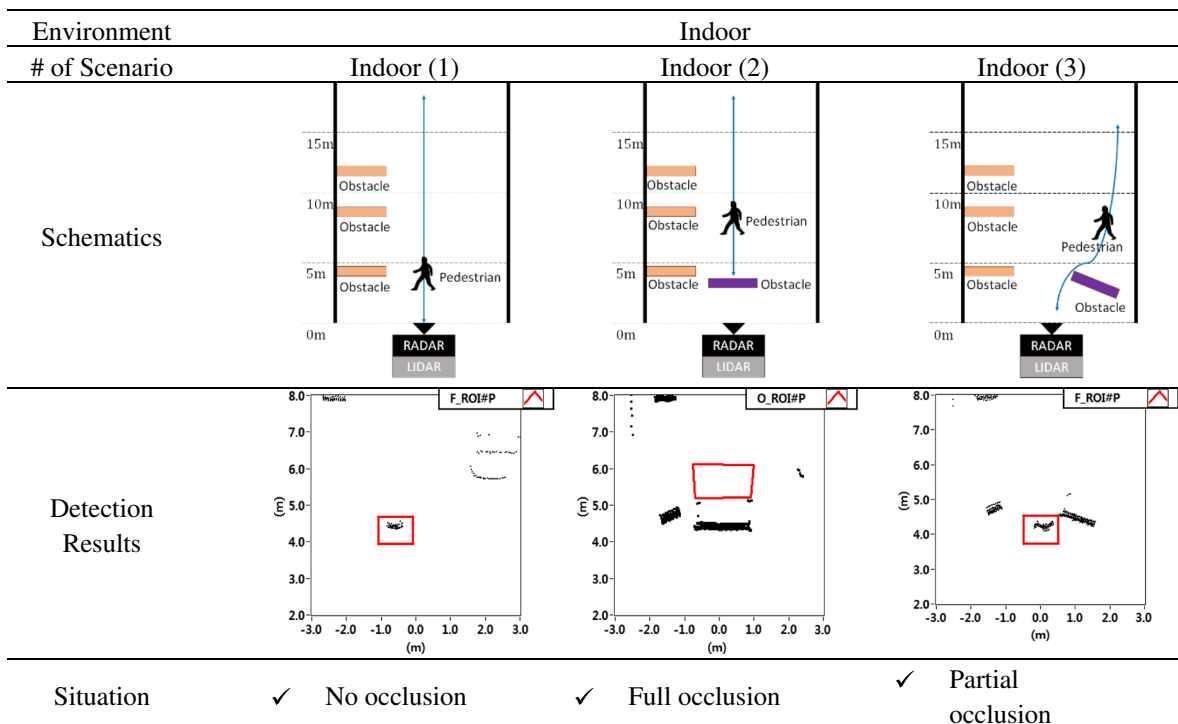 Environment
Indoor
# of Scenario
Indoor (1)
Indoor (2)
Indoor (3)
Schematics
15m
Obstacle
10m
Obstacle
5m
Pedestrian
Obstacle
0m
RADAR
LIDAR
15m
Obstacle
10m
Pedestrian
Obstacle
5m
Obstacle
Obstacle
0m
RADAR
LIDAR
15m
Obstacle
10m
Obstacle
Pedestrian
5m
Obstacle
Obstacle
0m
RADAR
LIDAR
Detection
Results
F_ROI#P
8.0
7.0
6.0
(m)
5.0
4.0
3.0
2.0
-3.0 -2.0 -1.0 0.0 1.0 2.0 3.0
(m)
O_ROI#P
8.0
7.0
6.0
(m)
5.0
4.0
3.0
2.0
-3.0 -2.0 -1.0 0.0 1.0 2.0 3.0
(m)
F_ROI#P
8.0
7.0
6.0
(m)
5.0
4.0
3.0
2.0
-3.0 -2.0 -1.0 0.0 1.0 2.0 3.0
(m)
Situation
✓ No occlusion
✓ Full occlusion
✓ Partial
occlusion